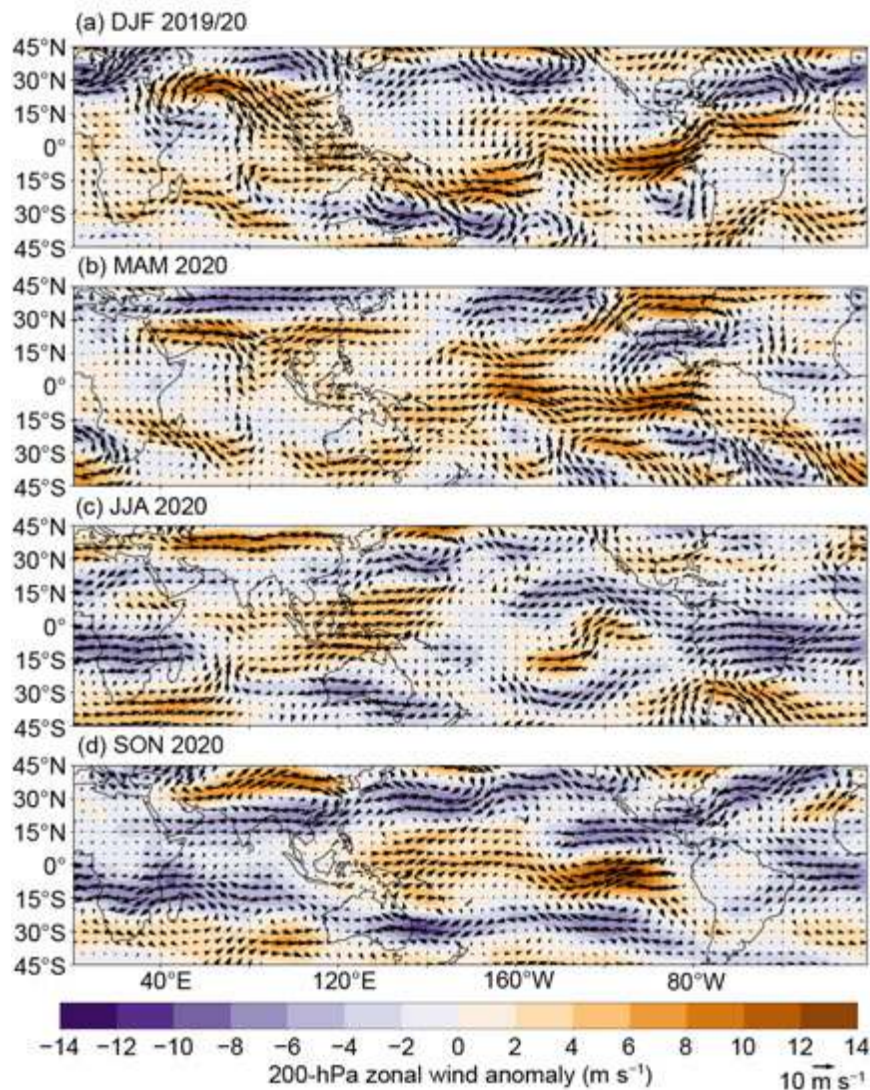 (a) DJF 2019/20
45°N
30°N
15°N
0°
15°S
30°S
45°S
(b) MAM 2020
45°N
30°N
15°N
0°
15°S
30°S
45°S
(c) JJA 2020
45°N
30°N
15°N
0°
15°S
30°S
45°S
(d) SON 2020
45°N
30°N
15°N
0°
15°S
30°S
45°S
40°E 120°E 160°W 80°W
−14 −12 −10 −8 −6 −4 −2 0 2 4 6 8 10 12 14
200-hPa zonal wind anomaly (m s⁻¹) 10 m s⁻¹